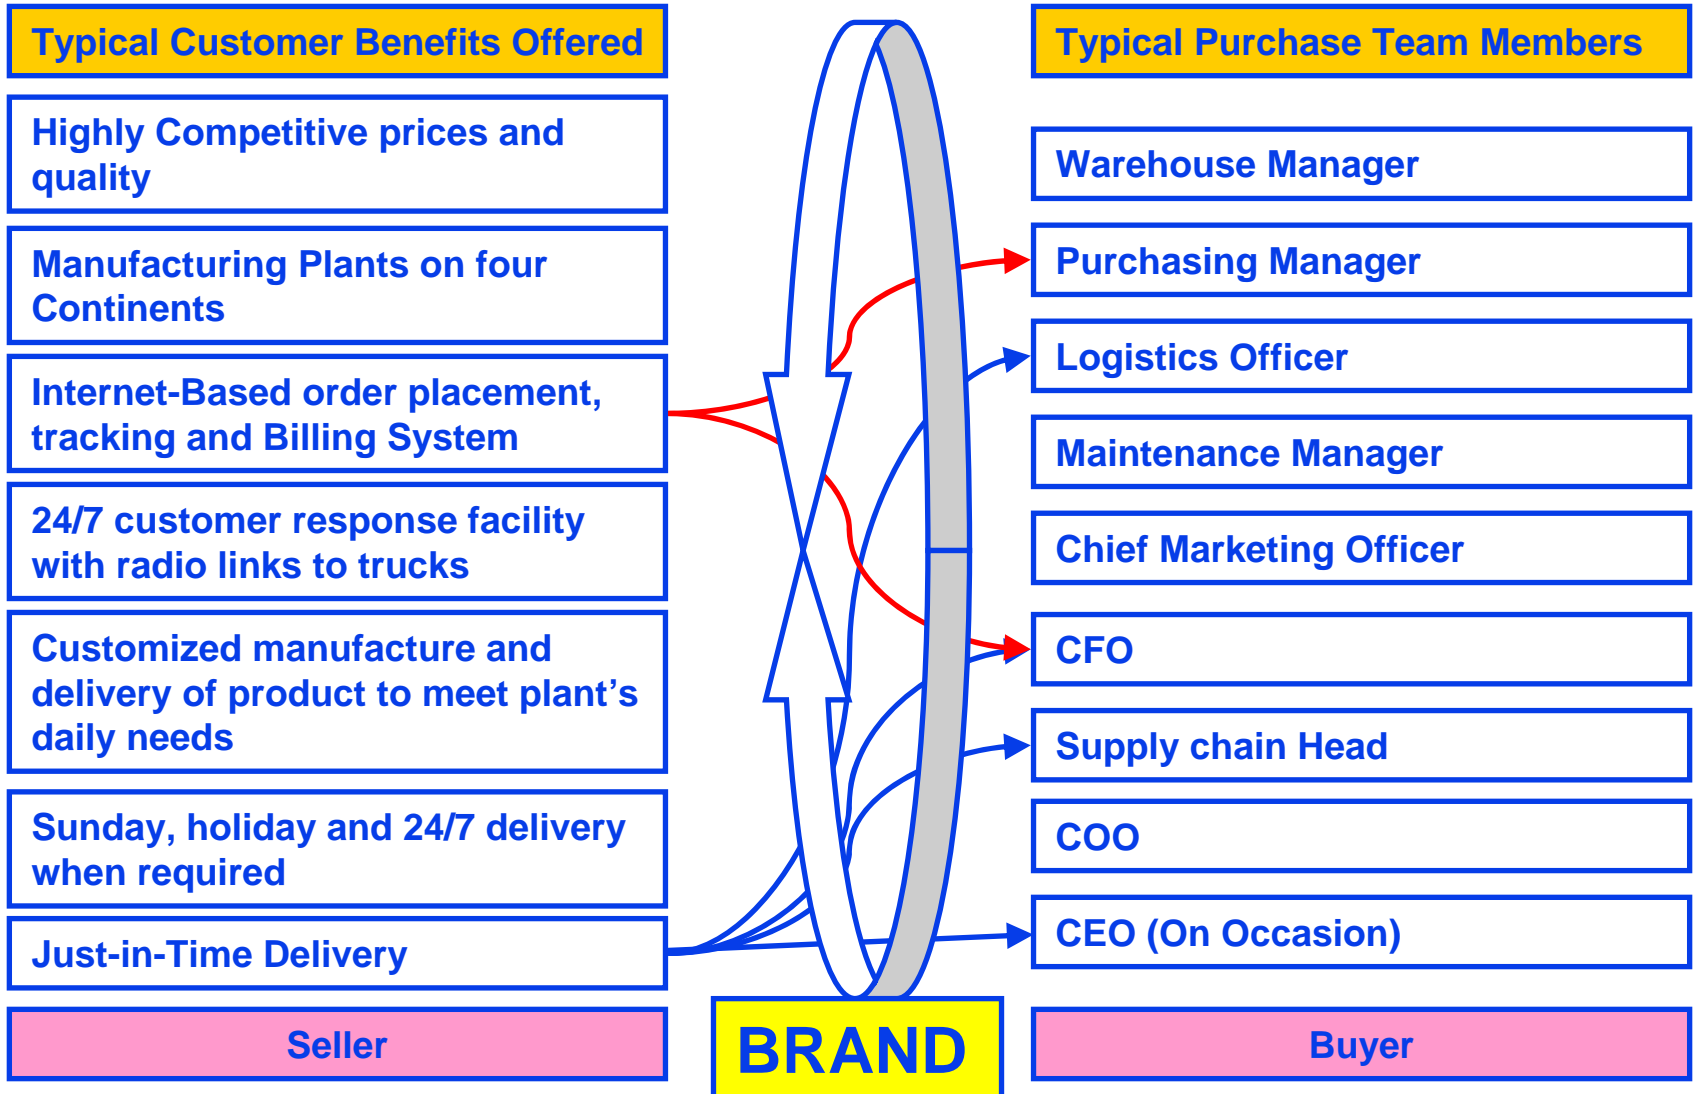 Typical Customer Benefits Offered
Highly Competitive prices and
quality
Manufacturing Plants on four
Continents
Internet-Based order placement,
tracking and Billing System
24/7 customer response facility
with radio links to trucks
Customized manufacture and
delivery of product to meet plant’s
daily needs
Sunday, holiday and 24/7 delivery
when required
Just-in-Time Delivery
Seller
BRAND
Typical Purchase Team Members
Warehouse Manager
Purchasing Manager
Logistics Officer
Maintenance Manager
Chief Marketing Officer
CFO
Supply chain Head
COO
CEO (On Occasion)
Buyer